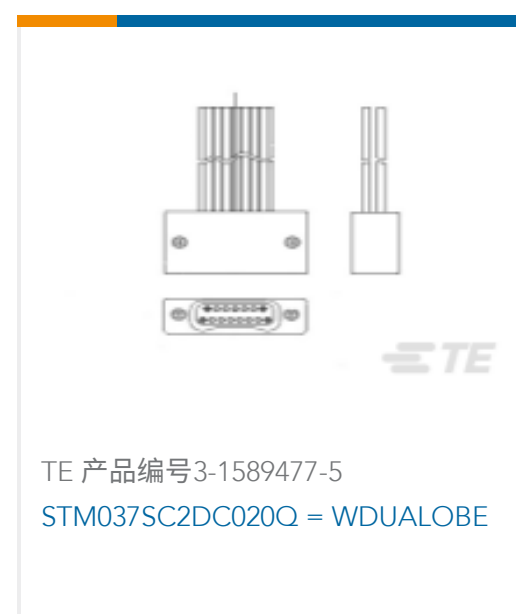 TE
TE 产品编号3-1589477-5
STM037SC2DC020Q = WDUALOBE